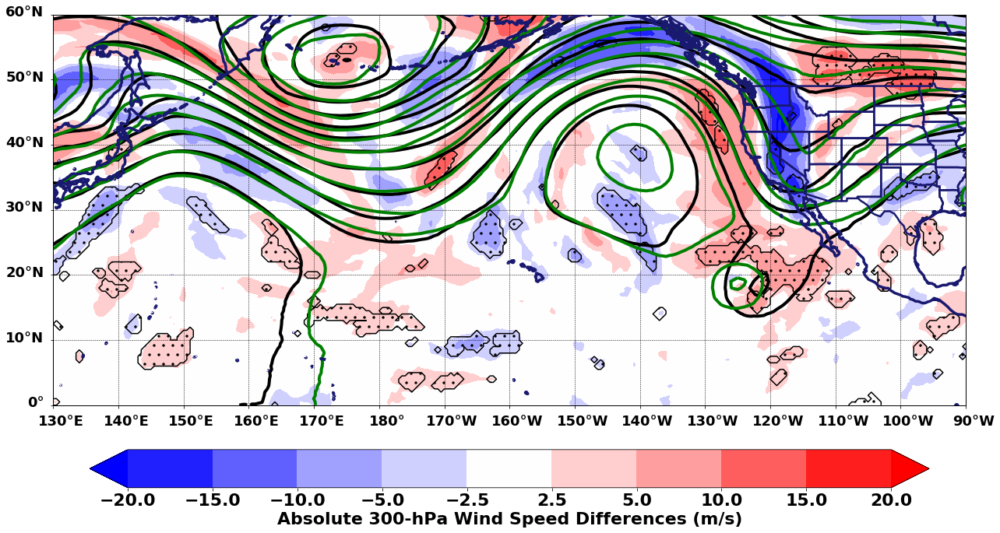 60°N
50°N
40°N
30°N
20°N
10°N
0°
130°E 140°E 150°E 160°E 170°E 180° 170°W 160°W 150°W 140°W 130°W 120°W 110°W 100°W 90°W
−20.0 −15.0 −10.0 −5.0 −2.5 2.5 5.0 10.0 15.0 20.0
Absolute 300-hPa Wind Speed Differences (m/s)